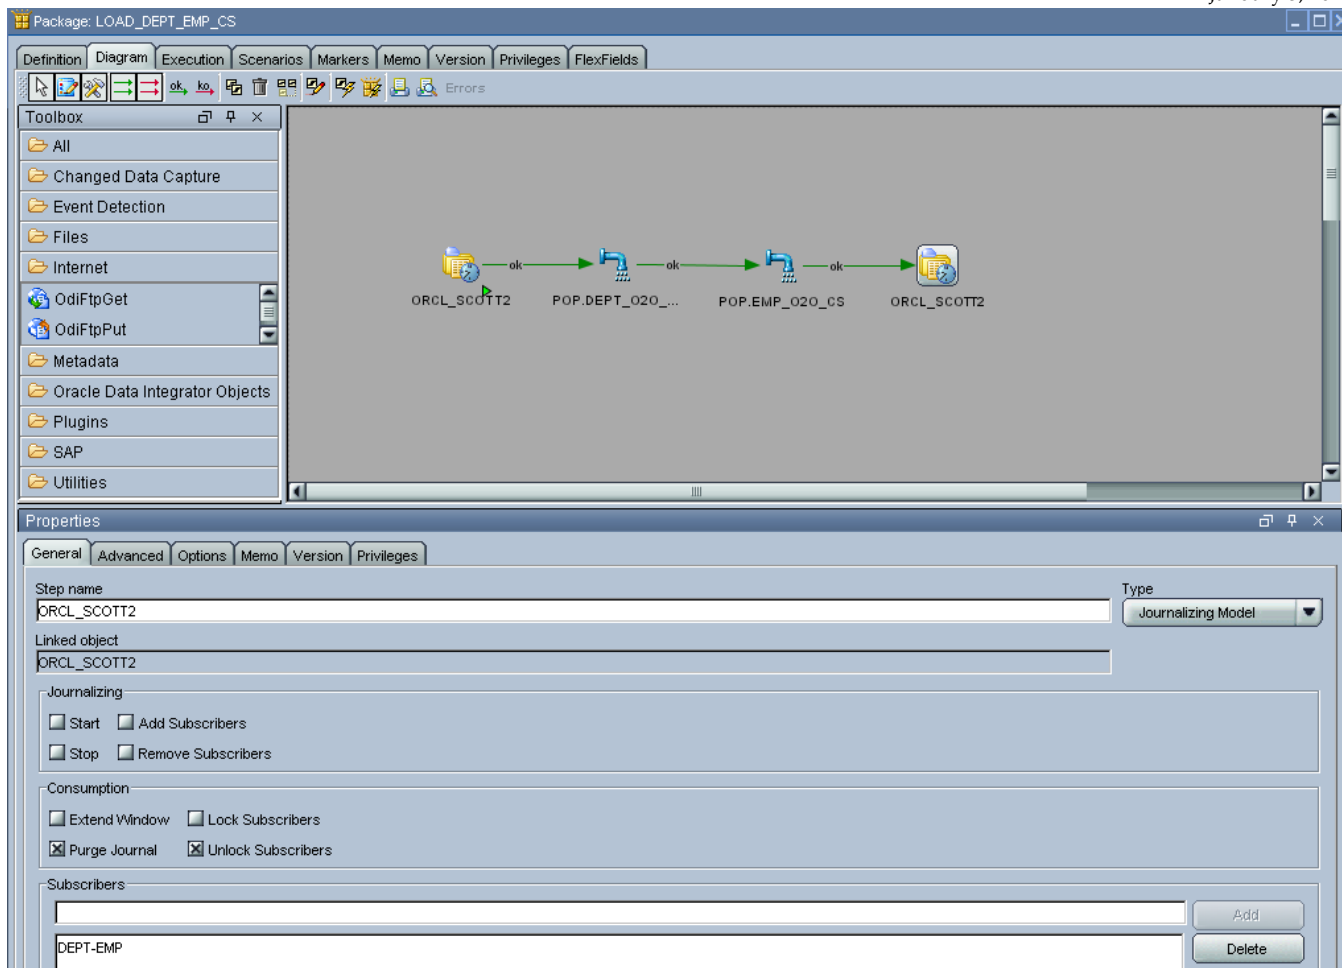 Package: LOAD_DEPT_EMP_CS
Definition Diagram Execution Scenarios Markers Memo Version Privileges FlexFields
ok ko Errors
Toolbox
All
Changed Data Capture
Event Detection
Files
Internet
OdiFtpGet
OdiFtpPut
Metadata
Oracle Data Integrator Objects
Plugins
SAP
Utilities
ok ok ok
ORCL_SCOTT2 POP.DEPT_O2O_... POP.EMP_O2O_CS ORCL_SCOTT2
Properties
General Advanced Options Memo Version Privileges
Step name Type
ORCL_SCOTT2 Journalizing Model
Linked object
ORCL_SCOTT2
Journalizing
Start Add Subscribers
Stop Remove Subscribers
Consumption
Extend Window Lock Subscribers
Purge Journal Unlock Subscribers
Subscribers
Add
DEPT-EMP Delete